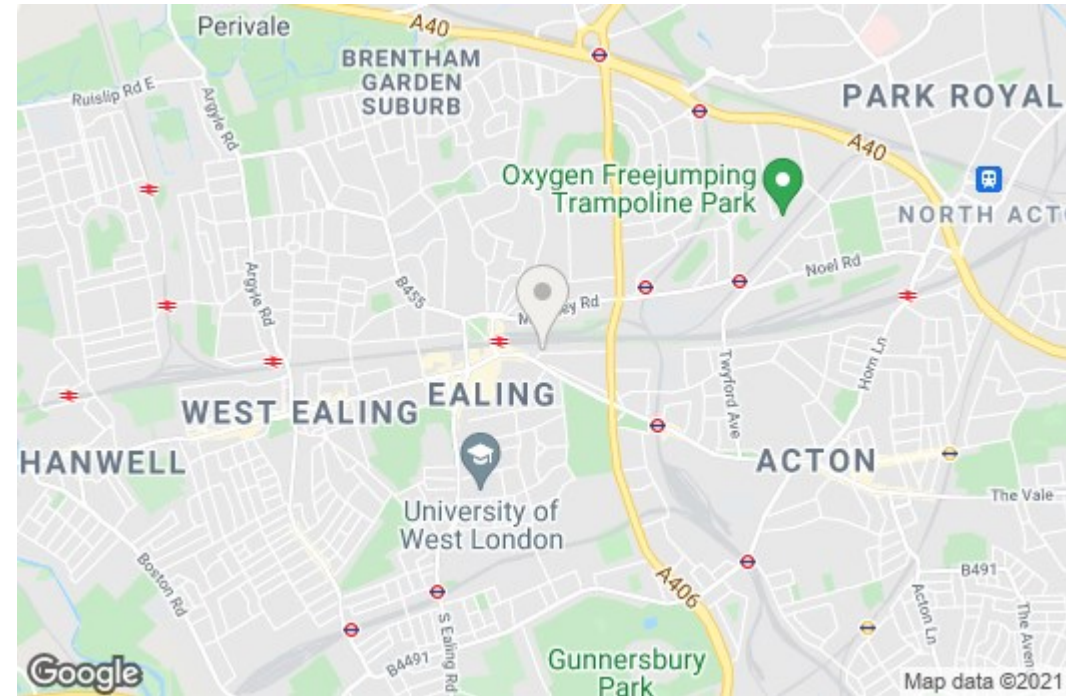 A40
Perivale
BRENTHAM
GARDEN
SUBURB
Ruislip Rd E
Argyle Rd
PARK ROYAL
A40
Oxygen Freejumping
Trampoline Park
NORTH ACT
Noel Rd
Argyle Rd
B455
M ey Rd
Horn Ln
Twyford Ave
EALING
WEST EALING
HANWELL
ACTON
The Vale
University of
West London
Boston Rd
A406
B491
S Ealing Rd
Acton Ln
The Aven
B4491
Gunnersbury
Park
Google
Map data ©2021